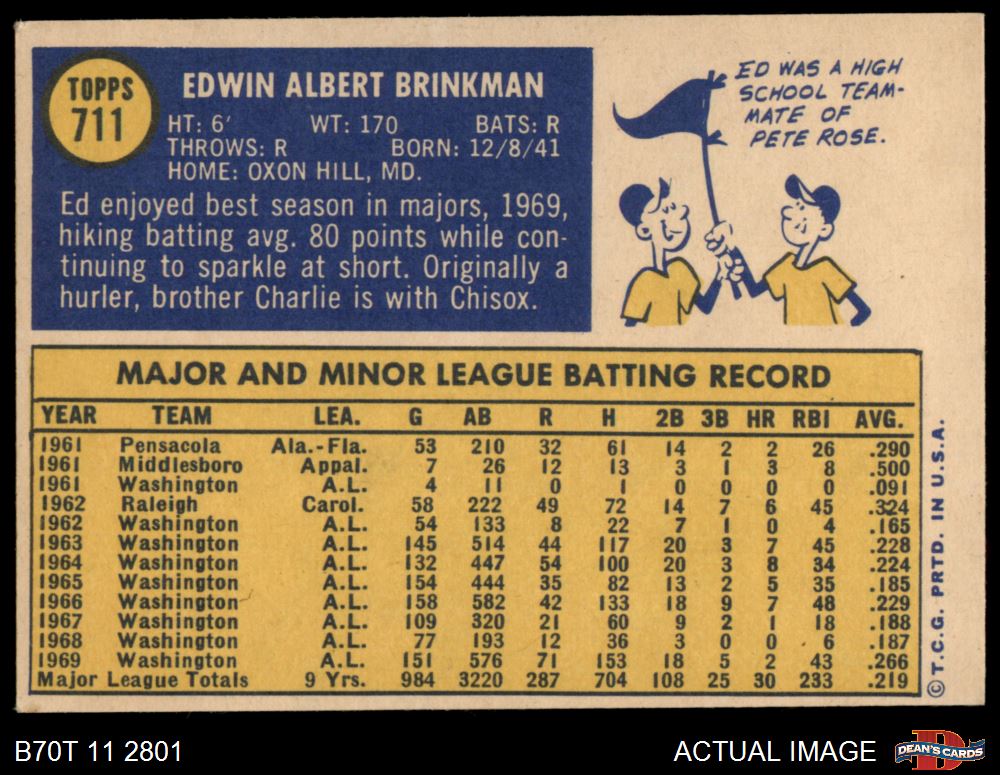 TOPPS
711
EDWIN ALBERT BRINKMAN
HT: 6' WT: 170 BATS: R
THROWS: R BORN: 12/8/41
HOME: OXON HILL, MD.
Ed enjoyed best season in majors, 1969,
hiking batting avg. 80 points while con-
tinuing to sparkle at short. Originally a
hurler, brother Charlie is with Chisox.
ED WAS A HIGH
SCHOOL TEAM-
MATE OF
PETE ROSE.
MAJOR AND MINOR LEAGUE BATTING RECORD
YEAR TEAM LEA. G AB R H 2B 3B HR RBI AVG.
1961 Pensacola Ala.-Fla. 53 210 32 61 14 2 2 26 .290
1961 Middlesboro Appal. 7 26 12 13 3 1 3 8 .500
1961 Washington A.L. 4 11 0 1 0 0 0 0 .091
1962 Raleigh Carol. 58 222 49 72 14 7 6 45 .324
1962 Washington A.L. 54 133 8 22 7 1 0 4 .165
1963 Washington A.L. 145 514 44 117 20 3 7 45 .228
1964 Washington A.L. 132 447 54 100 20 3 8 34 .224
1965 Washington A.L. 154 444 35 82 13 2 5 35 .185
1966 Washington A.L. 158 582 42 133 18 9 7 48 .229
1967 Washington A.L. 109 320 21 60 9 2 1 18 .188
1968 Washington A.L. 77 193 12 36 3 0 0 6 .187
1969 Washington A.L. 151 576 71 153 18 5 2 43 .266
Major League Totals 9 Yrs. 984 3220 287 704 108 25 30 233 .219
© T.C.G. PRTD. IN U.S.A.
B70T 11 2801
ACTUAL IMAGE
DEAN'S CARDS